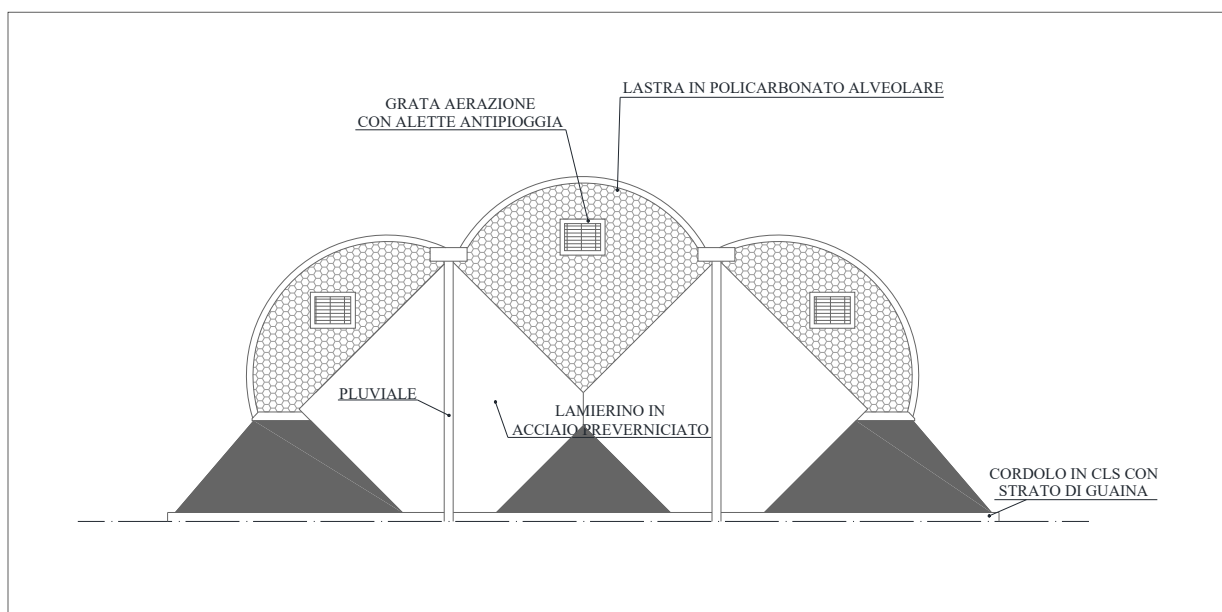 LASTRA IN POLICARBONATO ALVEOLARE
GRATA AERAZIONE
CON ALETTE ANTIPIOGGIA
PLUVIALE
LAMIERINO IN
ACCIAIO PREVERNICIATO
CORDOLO IN CLS CON
STRATO DI GUAINA